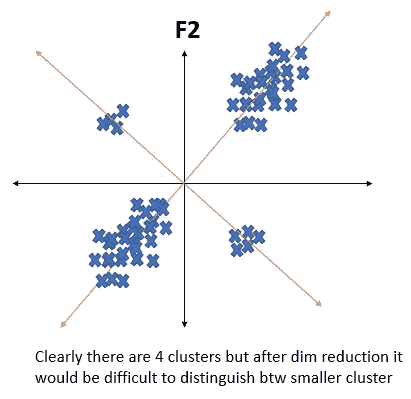 F2
Clearly there are 4 clusters but after dim reduction it
would be difficult to distinguish btw smaller cluster